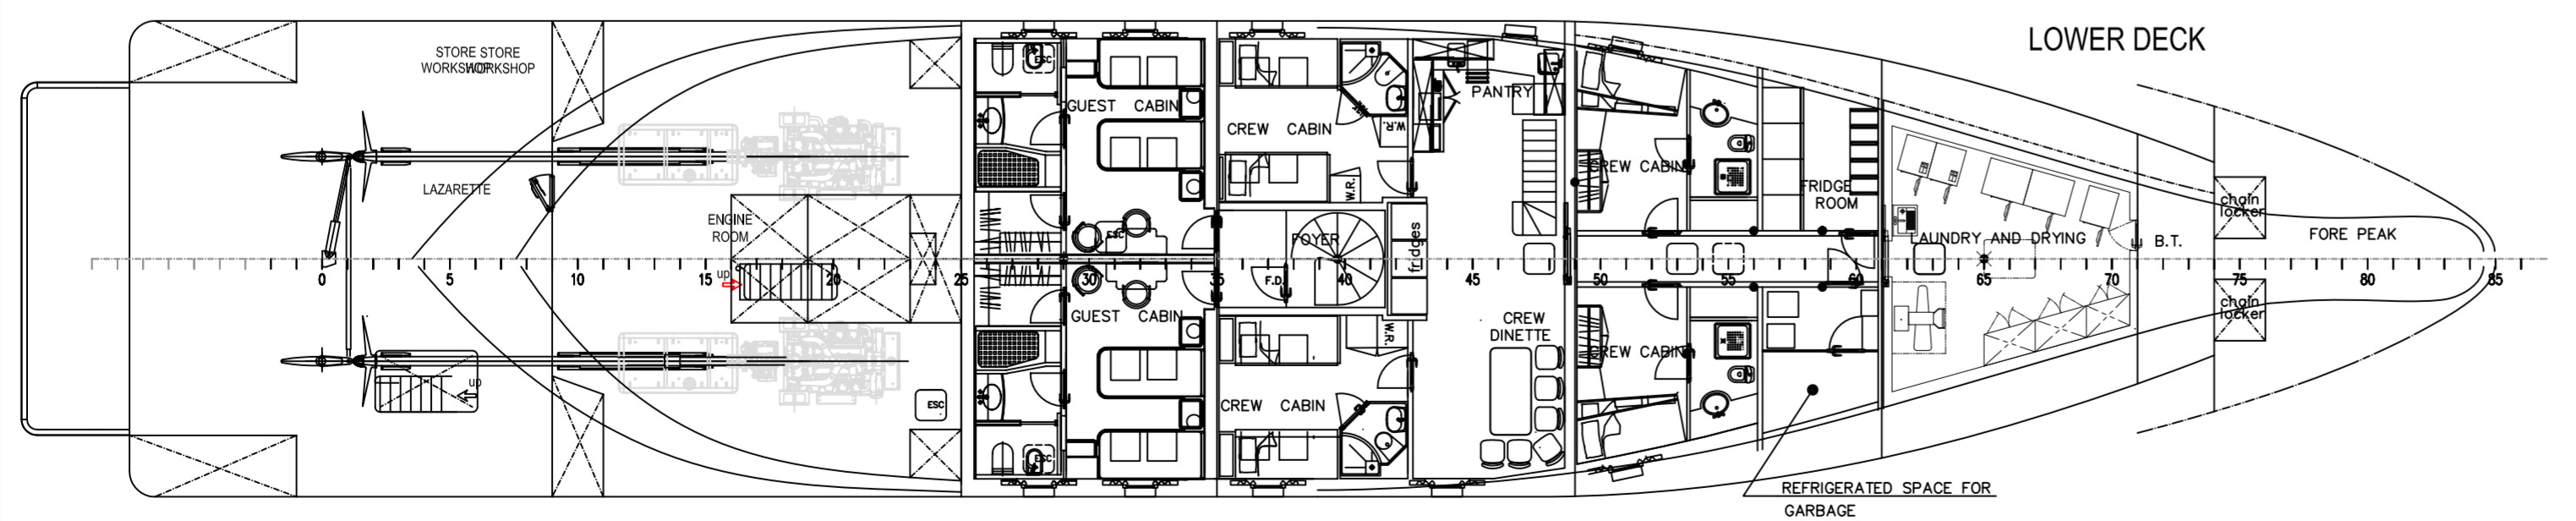 LOWER DECK
STORE STORE
WORKSHOP WORKSHOP
LAZARETTE
ENGINE
ROOM
up
up
ESC
ESC
GUEST CABIN
ESC
GUEST CABIN
ESC
CREW CABIN
W.R.
W.R.
FOYER
F.D.
fridges
W.R.
CREW CABIN
PANTRY
CREW
DINETTE
CREW CABIN
CREW CABIN
FRIDGE
ROOM
LAUNDRY AND DRYING
B.T.
chain
locker
chain
locker
FORE PEAK
0 5 10 15 20 25 30 35 40 45 50 55 60 65 70 75 80 85
REFRIGERATED SPACE FOR
GARBAGE